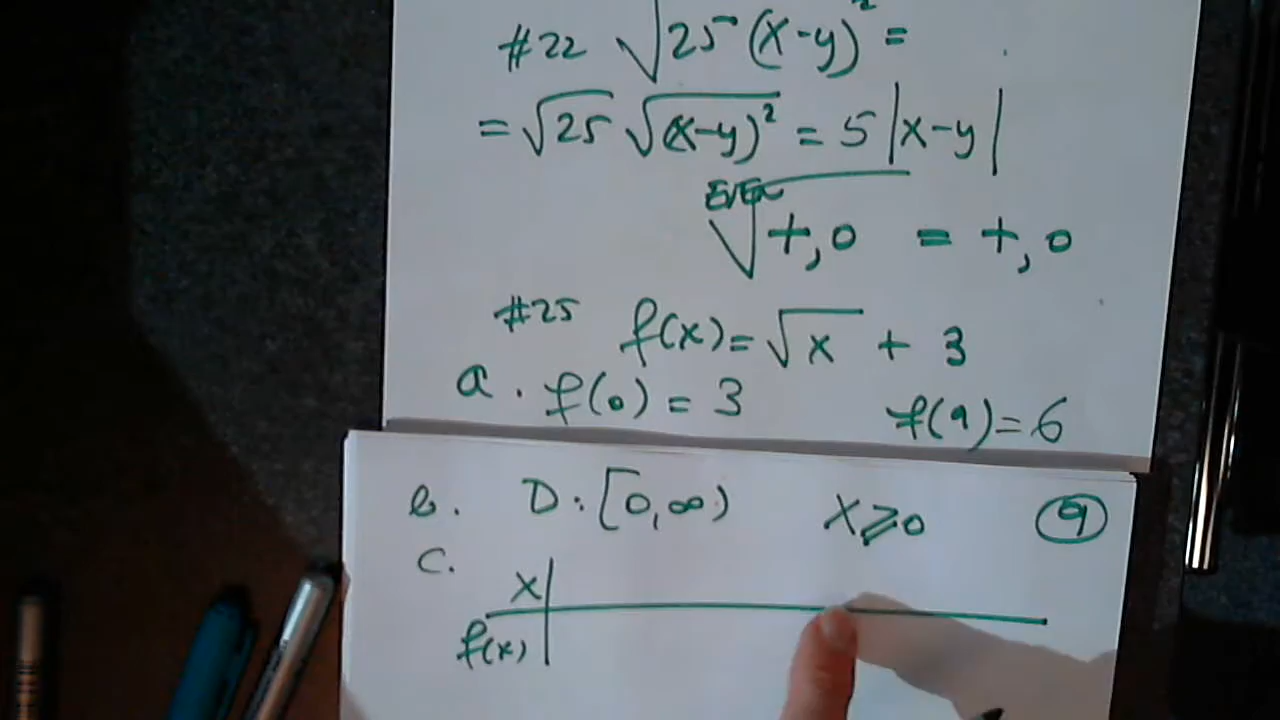 #22 √25(x-y)² =
= √25 √(x-y)² = 5|x-y|
EVEN
√+,0 = +,0
#25 f(x) = √x + 3
a. f(0) = 3 f(9) = 6
b. D: [0,∞) X ⩾ 0 9
c.
x
f(x)